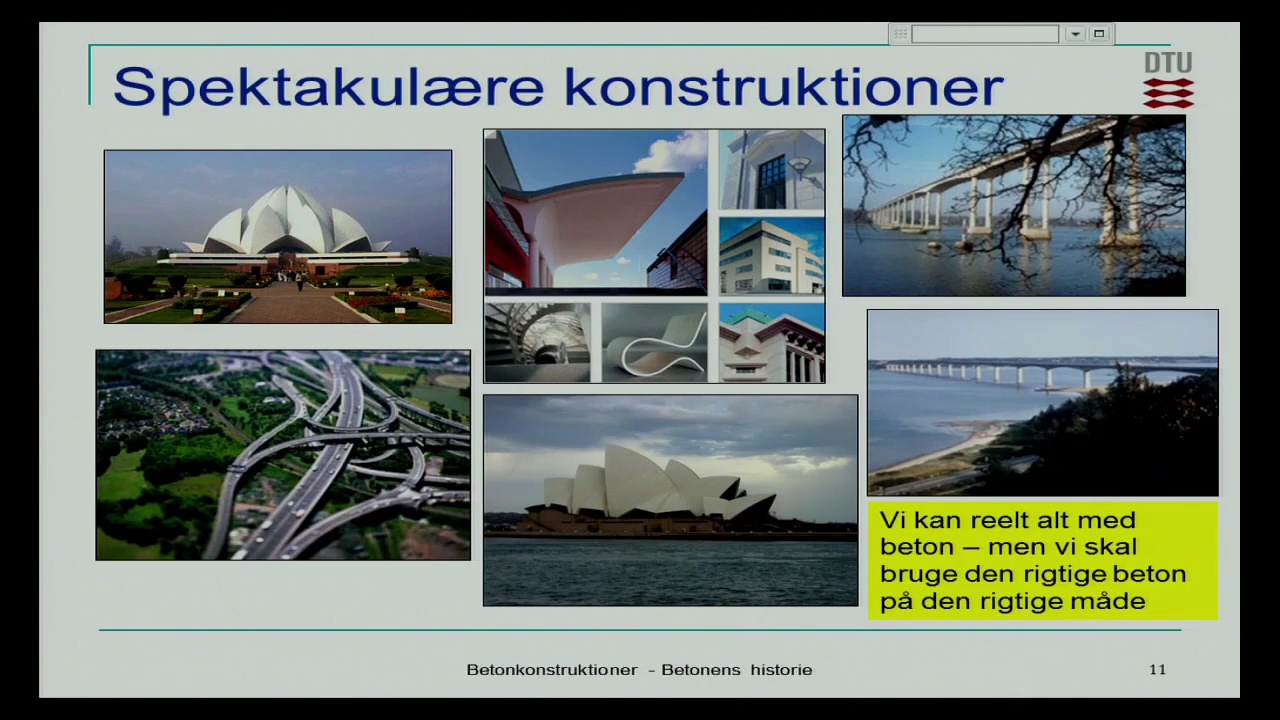 Spektakulære konstruktioner
DTU
Vi kan reelt alt med
beton – men vi skal
bruge den rigtige beton
på den rigtige måde
Betonkonstruktioner - Betonens historie
11